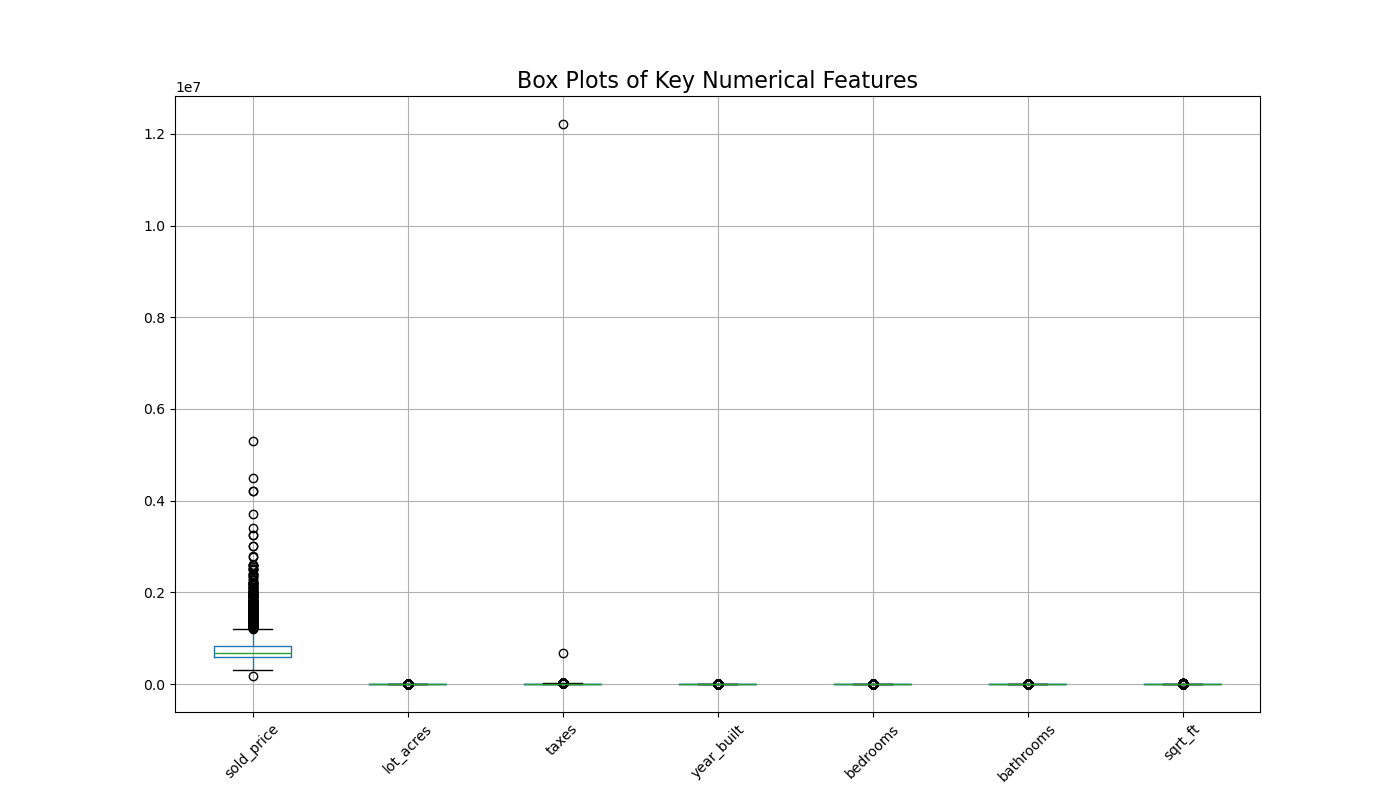 Box Plots of Key Numerical Features
1e7
1.2
1.0
0.8
0.6
0.4
0.2
0.0
sold_price
lot_acres
taxes
year_built
bedrooms
bathrooms
sqrt_ft